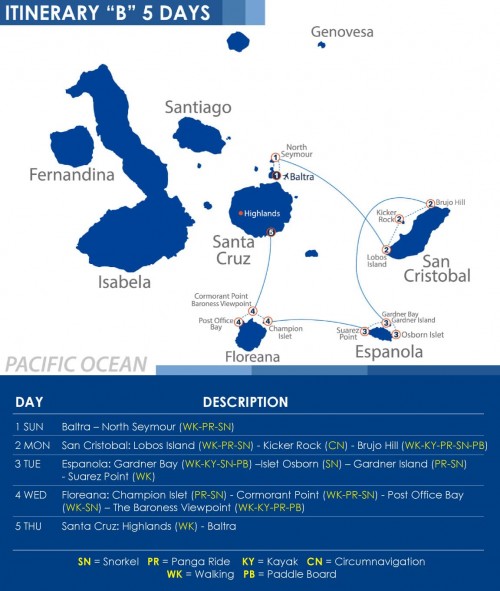 ITINERARY “B” 5 DAYS
Genovesa
Santiago
North
Seymour
1
Fernandina
1 Baltra
2 Brujo Hill
Kicker
Rock 2
Highlands
Santa
Cruz
5
2
Lobos
Island
San
Cristobal
Isabela
Cormorant Point
Baroness Viewpoint
4
Post Office
Bay
4
4
Champion
Islet
Floreana
Gardner Bay
Gardner Island
3
Suarez
Point
3
3 Osborn Islet
Espanola
PACIFIC OCEAN
DAY DESCRIPTION
1 SUN Baltra – North Seymour (WK-PR-SN)
2 MON San Cristobal: Lobos Island (WK-PR-SN) - Kicker Rock (CN) - Brujo Hill (WK-KY-PR-SN-PB)
3 TUE Espanola: Gardner Bay (WK-KY-SN-PB) –Islet Osborn (SN) – Gardner Island (PR-SN)
- Suarez Point (WK)
4 WED Floreana: Champion Islet (PR-SN) - Cormorant Point (WK-PR-SN) - Post Office Bay
(WK-SN) – The Baroness Viewpoint (WK-KY-PR-PB)
5 THU Santa Cruz: Highlands (WK) - Baltra
SN = Snorkel PR = Panga Ride KY = Kayak CN = Circumnavigation
WK = Walking PB = Paddle Board